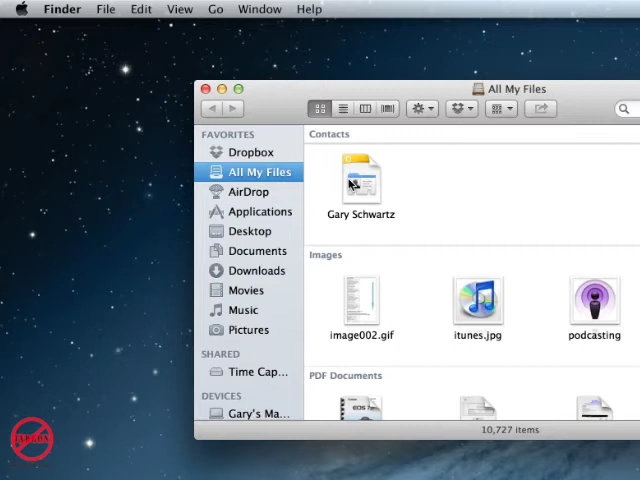 Finder File Edit View Go Window Help
All My Files
FAVORITES
Dropbox
All My Files
AirDrop
Applications
Desktop
Documents
Downloads
Movies
Music
Pictures
SHARED
Time Cap...
DEVICES
Gary's Ma...
Contacts
Gary Schwartz
Images
image002.gif itunes.jpg podcasting
PDF Documents
EOS 7
10,727 items